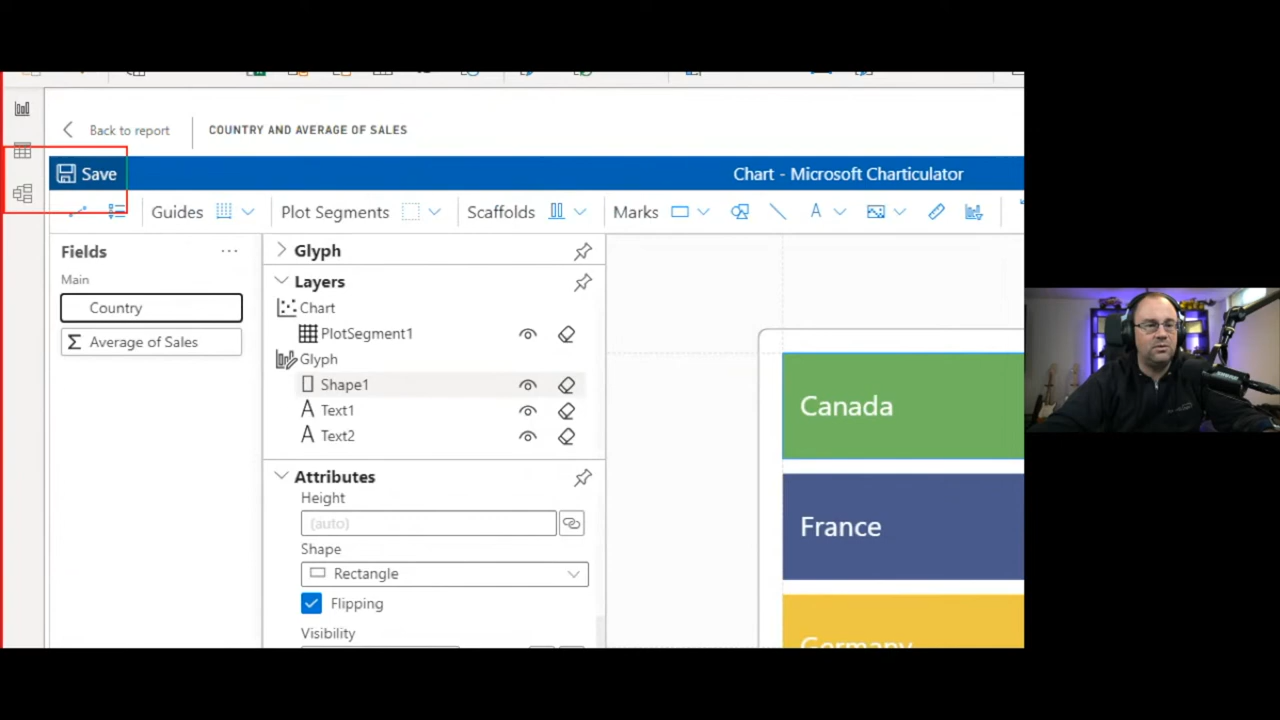 Back to report
COUNTRY AND AVERAGE OF SALES
Save
Chart - Microsoft Charticulator
Guides
Plot Segments
Scaffolds
Marks
Fields
Main
Country
Average of Sales
Glyph
Layers
Chart
PlotSegment1
Glyph
Shape1
Text1
Text2
Attributes
Height
(auto)
Shape
Rectangle
Flipping
Visibility
Canada
France
Germany